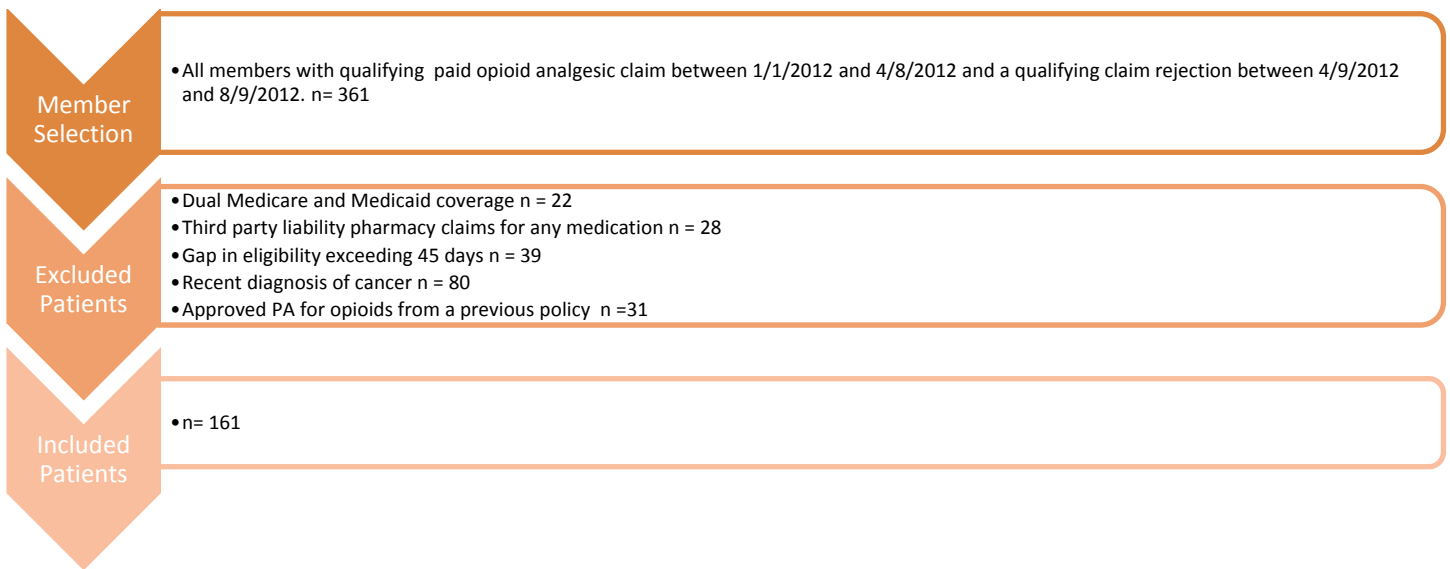 Member
Selection
•All members with qualifying  paid opioid analgesic claim between 1/1/2012 and 4/8/2012 and a qualifying claim rejection between 4/9/2012
and 8/9/2012. n= 361
Excluded
Patients
•Dual Medicare and Medicaid coverage n = 22
•Third party liability pharmacy claims for any medication n = 28
•Gap in eligibility exceeding 45 days n = 39
•Recent diagnosis of cancer n = 80
•Approved PA for opioids from a previous policy  n =31
Included
Patients
•n= 161